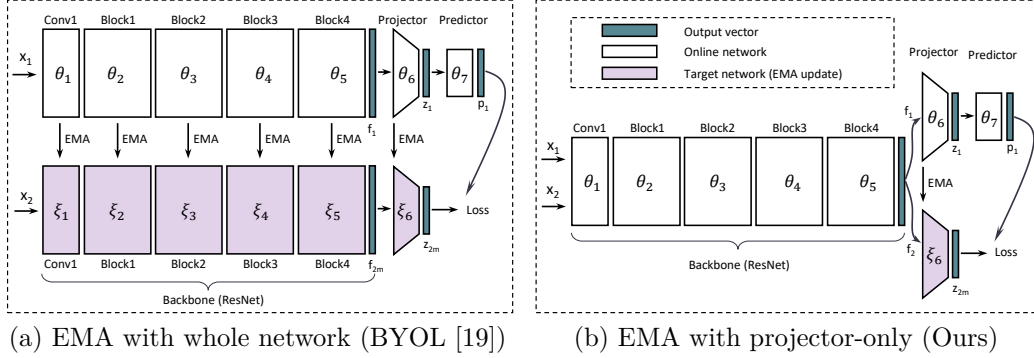 Conv1 Block1 Block2 Block3 Block4 Projector Predictor
x1 θ1 θ2 θ3 θ4 θ5 θ6 θ7
f1 z1 p1
EMA EMA EMA EMA EMA EMA
x2 ξ1 ξ2 ξ3 ξ4 ξ5 ξ6 Loss
f2m z2m
Conv1 Block1 Block2 Block3 Block4
Backbone (ResNet)
(a) EMA with whole network (BYOL [19])
Output vector
Online network
Target network (EMA update)
Projector Predictor
Conv1 Block1 Block2 Block3 Block4
x1
x2
θ1 θ2 θ3 θ4 θ5
f1 θ6 θ7
z1 p1
EMA
f2 ξ6 Loss
z2m
Backbone (ResNet)
(b) EMA with projector-only (Ours)